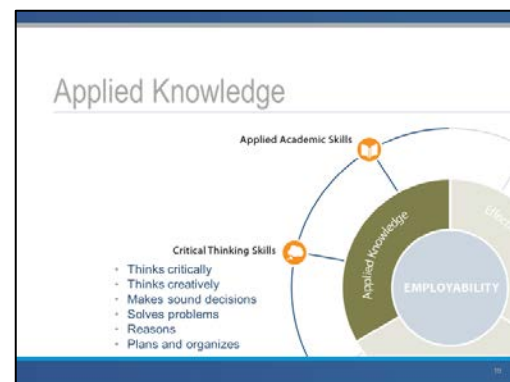 Applied Knowledge
Applied Academic Skills
Critical Thinking Skills
· Thinks critically
· Thinks creatively
· Makes sound decisions
· Solves problems
· Reasons
· Plans and organizes
Applied Knowledge
EMPLOYABILITY